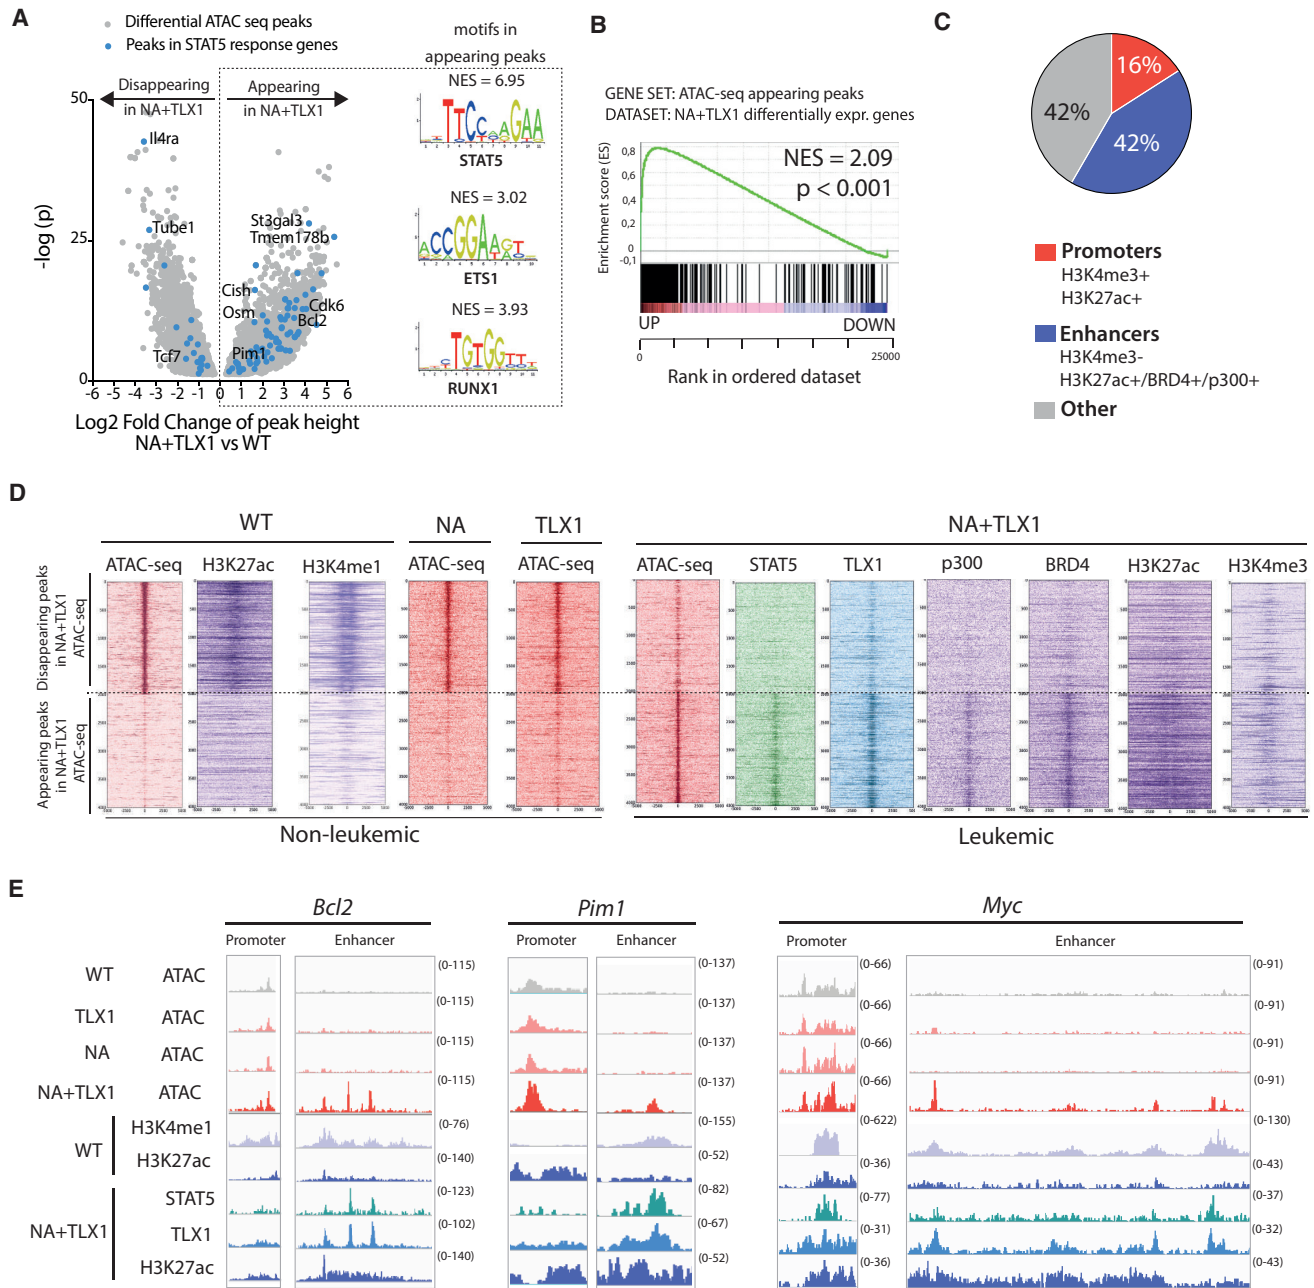 A
Differential ATAC seq peaks
Peaks in STAT5 response genes
Disappearing
in NA+TLX1
Appearing
in NA+TLX1
motifs in
appearing peaks
50
25
0
-log (p)
Il4ra
Tube1
St3gal3
Tmem178b
Cish
Osm
Cdk6
Bcl2
Tcf7
Pim1
-6 -5 -4 -3 -2 -1 0 1 2 3 4 5 6
Log2 Fold Change of peak height
NA+TLX1 vs WT
NES = 6.95
STAT5
NES = 3.02
ETS1
NES = 3.93
RUNX1
B
GENE SET: ATAC-seq appearing peaks
DATASET: NA+TLX1 differentially expr. genes
Enrichment score (ES)
0,8
0,6
0,4
0,2
0
-0,1
NES = 2.09
p < 0.001
UP DOWN
0 25000
Rank in ordered dataset
C
16%
42%
42%
Promoters
H3K4me3+
H3K27ac+
Enhancers
H3K4me3-
H3K27ac+/BRD4+/p300+
Other
D
WT NA TLX1 NA+TLX1
ATAC-seq H3K27ac H3K4me1 ATAC-seq ATAC-seq ATAC-seq STAT5 TLX1 p300 BRD4 H3K27ac H3K4me3
Disappearing peaks
in NA+TLX1
ATAC-seq
Appearing peaks
in NA+TLX1
ATAC-seq
Non-leukemic Leukemic
E
Bcl2 Pim1 Myc
Promoter Enhancer Promoter Enhancer Promoter Enhancer
WT ATAC (0-115) (0-137) (0-66) (0-91)
TLX1 ATAC (0-115) (0-137) (0-66) (0-91)
NA ATAC (0-115) (0-137) (0-66) (0-91)
NA+TLX1 ATAC (0-115) (0-137) (0-66) (0-91)
WT
H3K4me1 (0-76) (0-155) (0-622) (0-130)
H3K27ac (0-140) (0-52) (0-36) (0-43)
NA+TLX1
STAT5 (0-123) (0-82) (0-77) (0-37)
TLX1 (0-102) (0-67) (0-31) (0-32)
H3K27ac (0-140) (0-52) (0-36) (0-43)